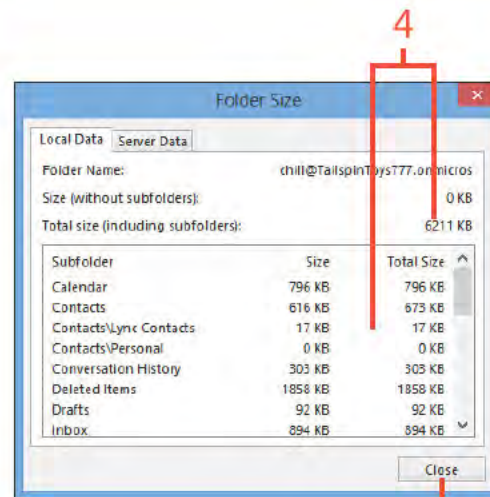 4
Folder Size
Local Data Server Data
Folder Name: chill@TailspinToys777.onmicros
Size (without subfolders): 0 KB
Total size (including subfolders): 6211 KB
Subfolder Size Total Size
Calendar 796 KB 796 KB
Contacts 616 KB 673 KB
Contacts\Lync Contacts 17 KB 17 KB
Contacts\Personal 0 KB 0 KB
Conversation History 303 KB 303 KB
Deleted Items 1858 KB 1858 KB
Drafts 92 KB 92 KB
Inbox 894 KB 894 KB
Close